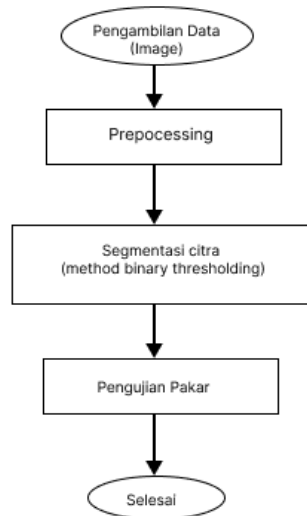 Pengambilan Data
(Image)
Prepocessing
Segmentasi citra
(method binary thresholding)
Pengujian Pakar
Selesai